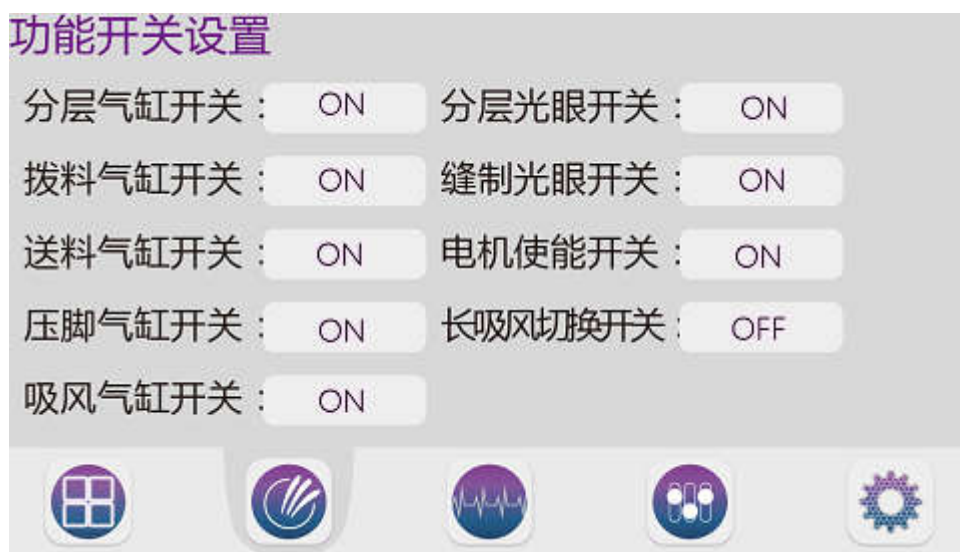 功能开关设置
分层气缸开关：ON 分层光眼开关：ON
拨料气缸开关：ON 缝制光眼开关：ON
送料气缸开关：ON 电机使能开关：ON
压脚气缸开关：ON 长吸风切换开关：OFF
吸风气缸开关：ON